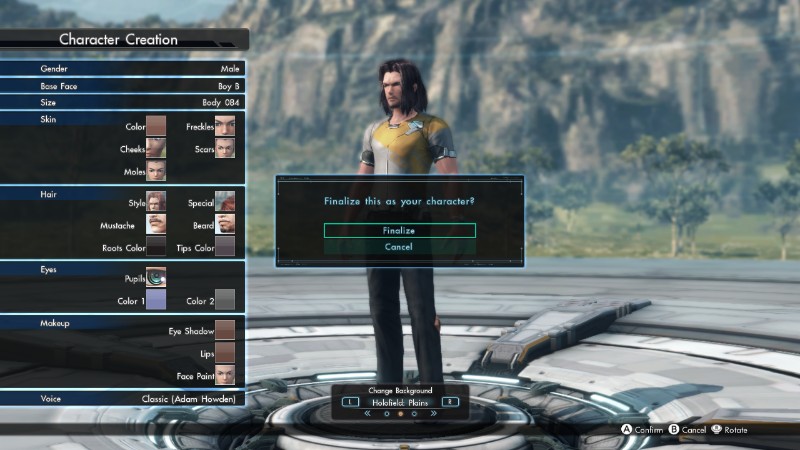 Character Creation
Gender Male
Base Face Boy B
Size Body 084
Skin
Color Freckles
Cheeks Scars
Moles
Hair
Style Special
Mustache Beard
Roots Color Tips Color
Eyes
Pupils
Color 1 Color 2
Makeup
Eye Shadow
Lips
Face Paint
Voice Classic (Adam Howden)
Finalize this as your character?
Finalize
Cancel
Change Background
L Holofield: Plains R
A Confirm B Cancel R Rotate